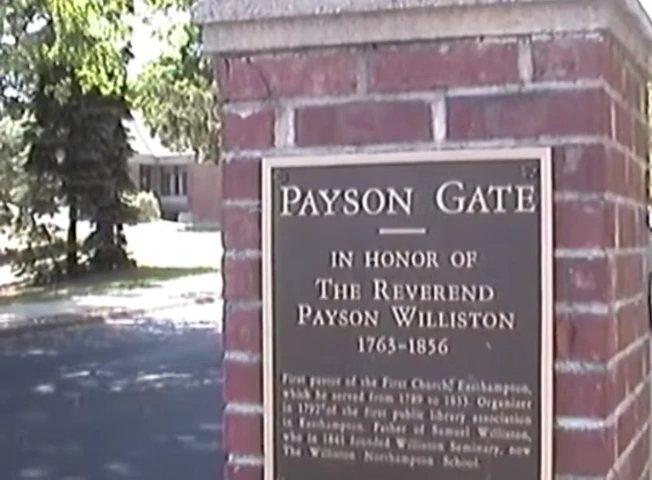 PAYSON GATE
IN HONOR OF
THE REVEREND
PAYSON WILLISTON
1763-1856
First pastor of the First Church, Easthampton,
which he served from 1789 to 1833. Organizer
in 1792 of the first public library association
in Easthampton. Father of Samuel Williston,
who in 1841 founded Williston Seminary, now
The Williston Northampton School.